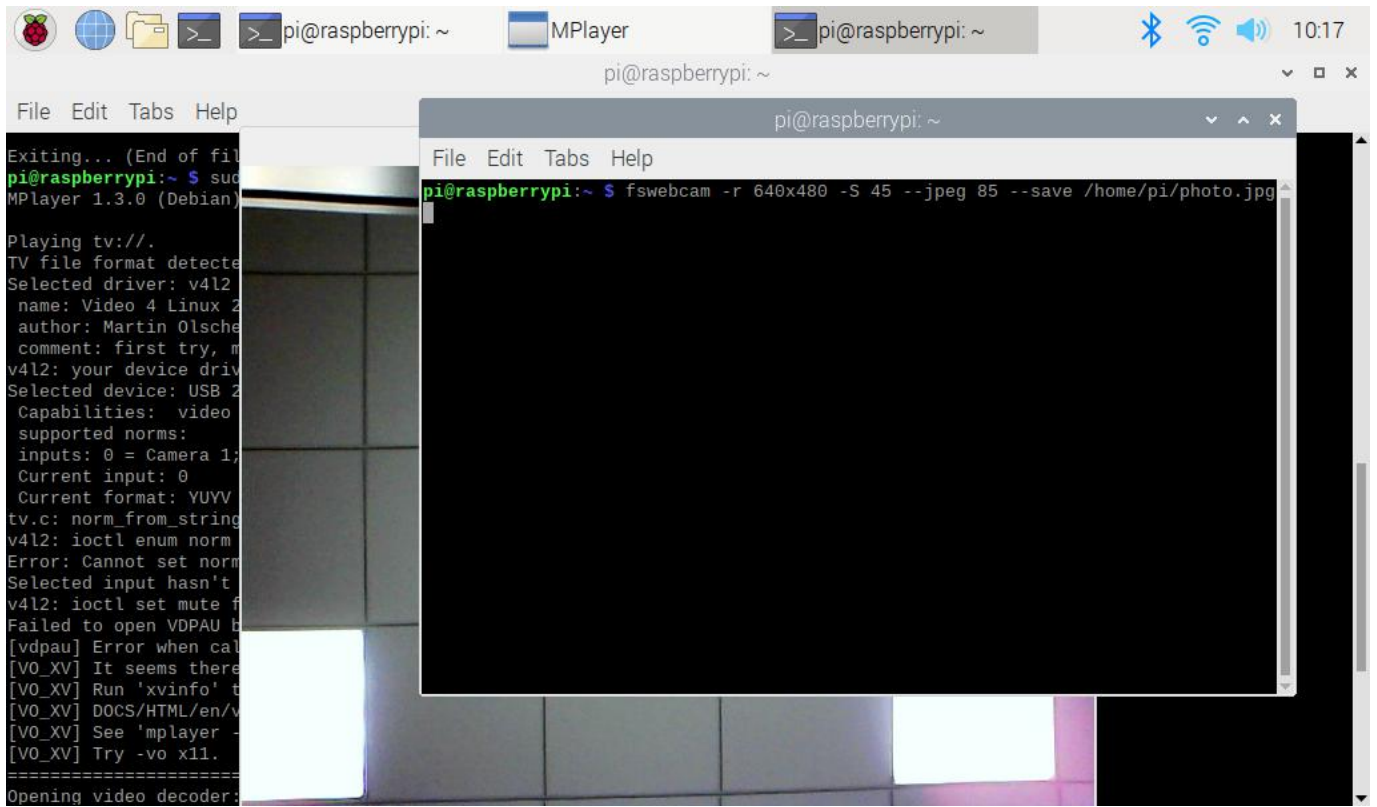 pi@raspberrypi: ~
MPlayer
pi@raspberrypi: ~
10:17
pi@raspberrypi: ~
File Edit Tabs Help
Exiting... (End of fil
pi@raspberrypi:~ $ sud
MPlayer 1.3.0 (Debian)
Playing tv://.
TV file format detecte
Selected driver: v4l2
name: Video 4 Linux 2
author: Martin Olsche
comment: first try, m
v4l2: your device driv
Selected device: USB 2
Capabilities: video
supported norms:
inputs: 0 = Camera 1;
Current input: 0
Current format: YUYV
tv.c: norm_from_string
v4l2: ioctl enum norm
Error: Cannot set norm
Selected input hasn't
v4l2: ioctl set mute f
Failed to open VDPAU b
[vdpau] Error when cal
[VO_XV] It seems there
[VO_XV] Run 'xvinfo' t
[VO_XV] DOCS/HTML/en/v
[VO_XV] See 'mplayer -
[VO_XV] Try -vo x11.
========================
Opening video decoder:
pi@raspberrypi: ~
File Edit Tabs Help
pi@raspberrypi:~ $ fswebcam -r 640x480 -S 45 --jpeg 85 --save /home/pi/photo.jpg